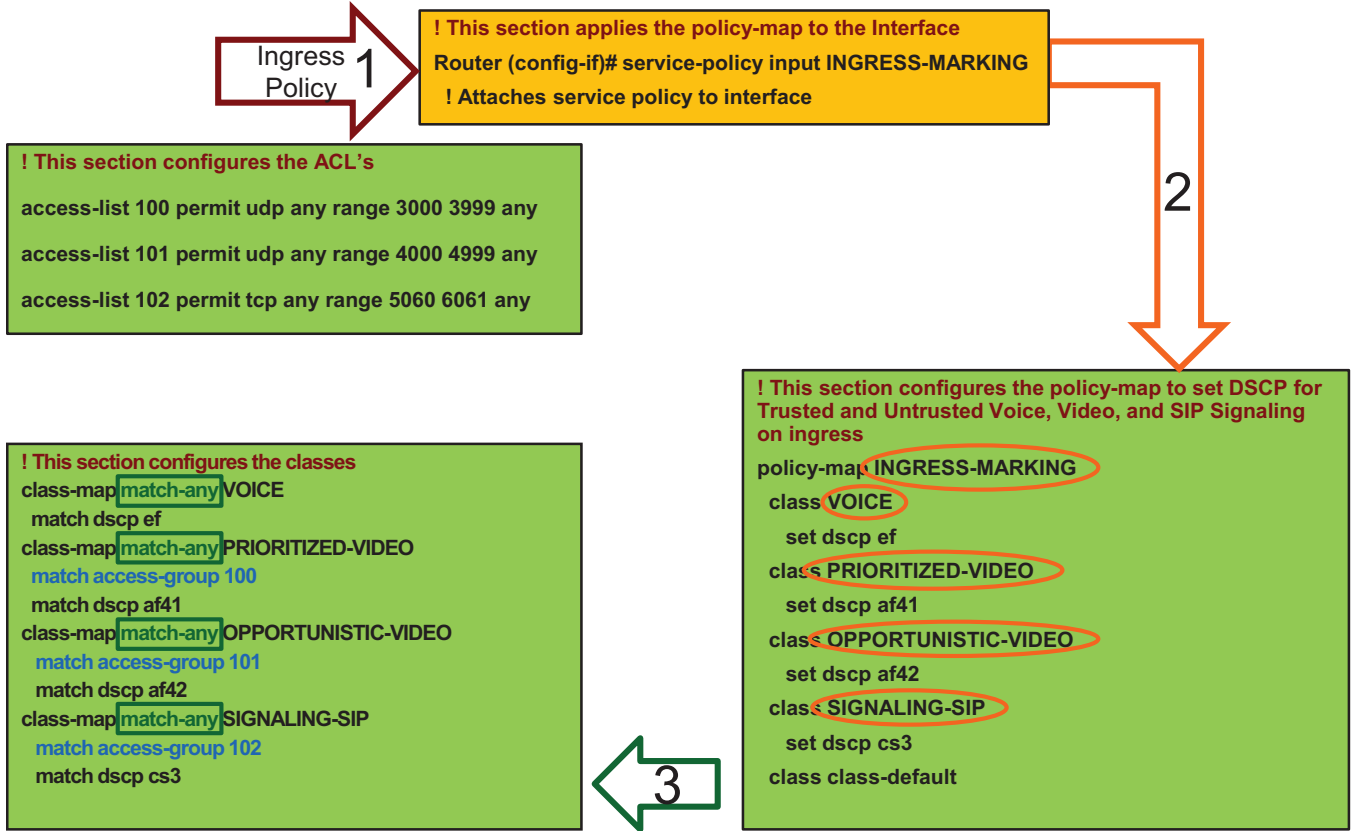 Ingress
Policy
1
! This section applies the policy-map to the Interface
Router (config-if)# service-policy input INGRESS-MARKING
! Attaches service policy to interface
2
! This section configures the ACL's
access-list 100 permit udp any range 3000 3999 any
access-list 101 permit udp any range 4000 4999 any
access-list 102 permit tcp any range 5060 6061 any
! This section configures the policy-map to set DSCP for
Trusted and Untrusted Voice, Video, and SIP Signaling
on ingress
policy-map INGRESS-MARKING
class VOICE
set dscp ef
class PRIORITIZED-VIDEO
set dscp af41
class OPPORTUNISTIC-VIDEO
set dscp af42
class SIGNALING-SIP
set dscp cs3
class class-default
3
! This section configures the classes
class-map match-any VOICE
match dscp ef
class-map match-any PRIORITIZED-VIDEO
match access-group 100
match dscp af41
class-map match-any OPPORTUNISTIC-VIDEO
match access-group 101
match dscp af42
class-map match-any SIGNALING-SIP
match access-group 102
match dscp cs3